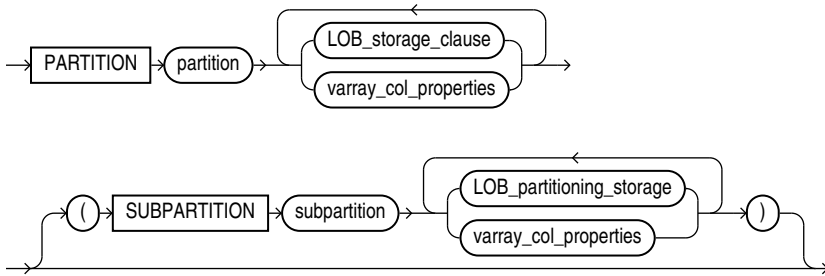 LOB_storage_clause
PARTITION partition
varray_col_properties
LOB_partitioning_storage
( SUBPARTITION subpartition )
varray_col_properties